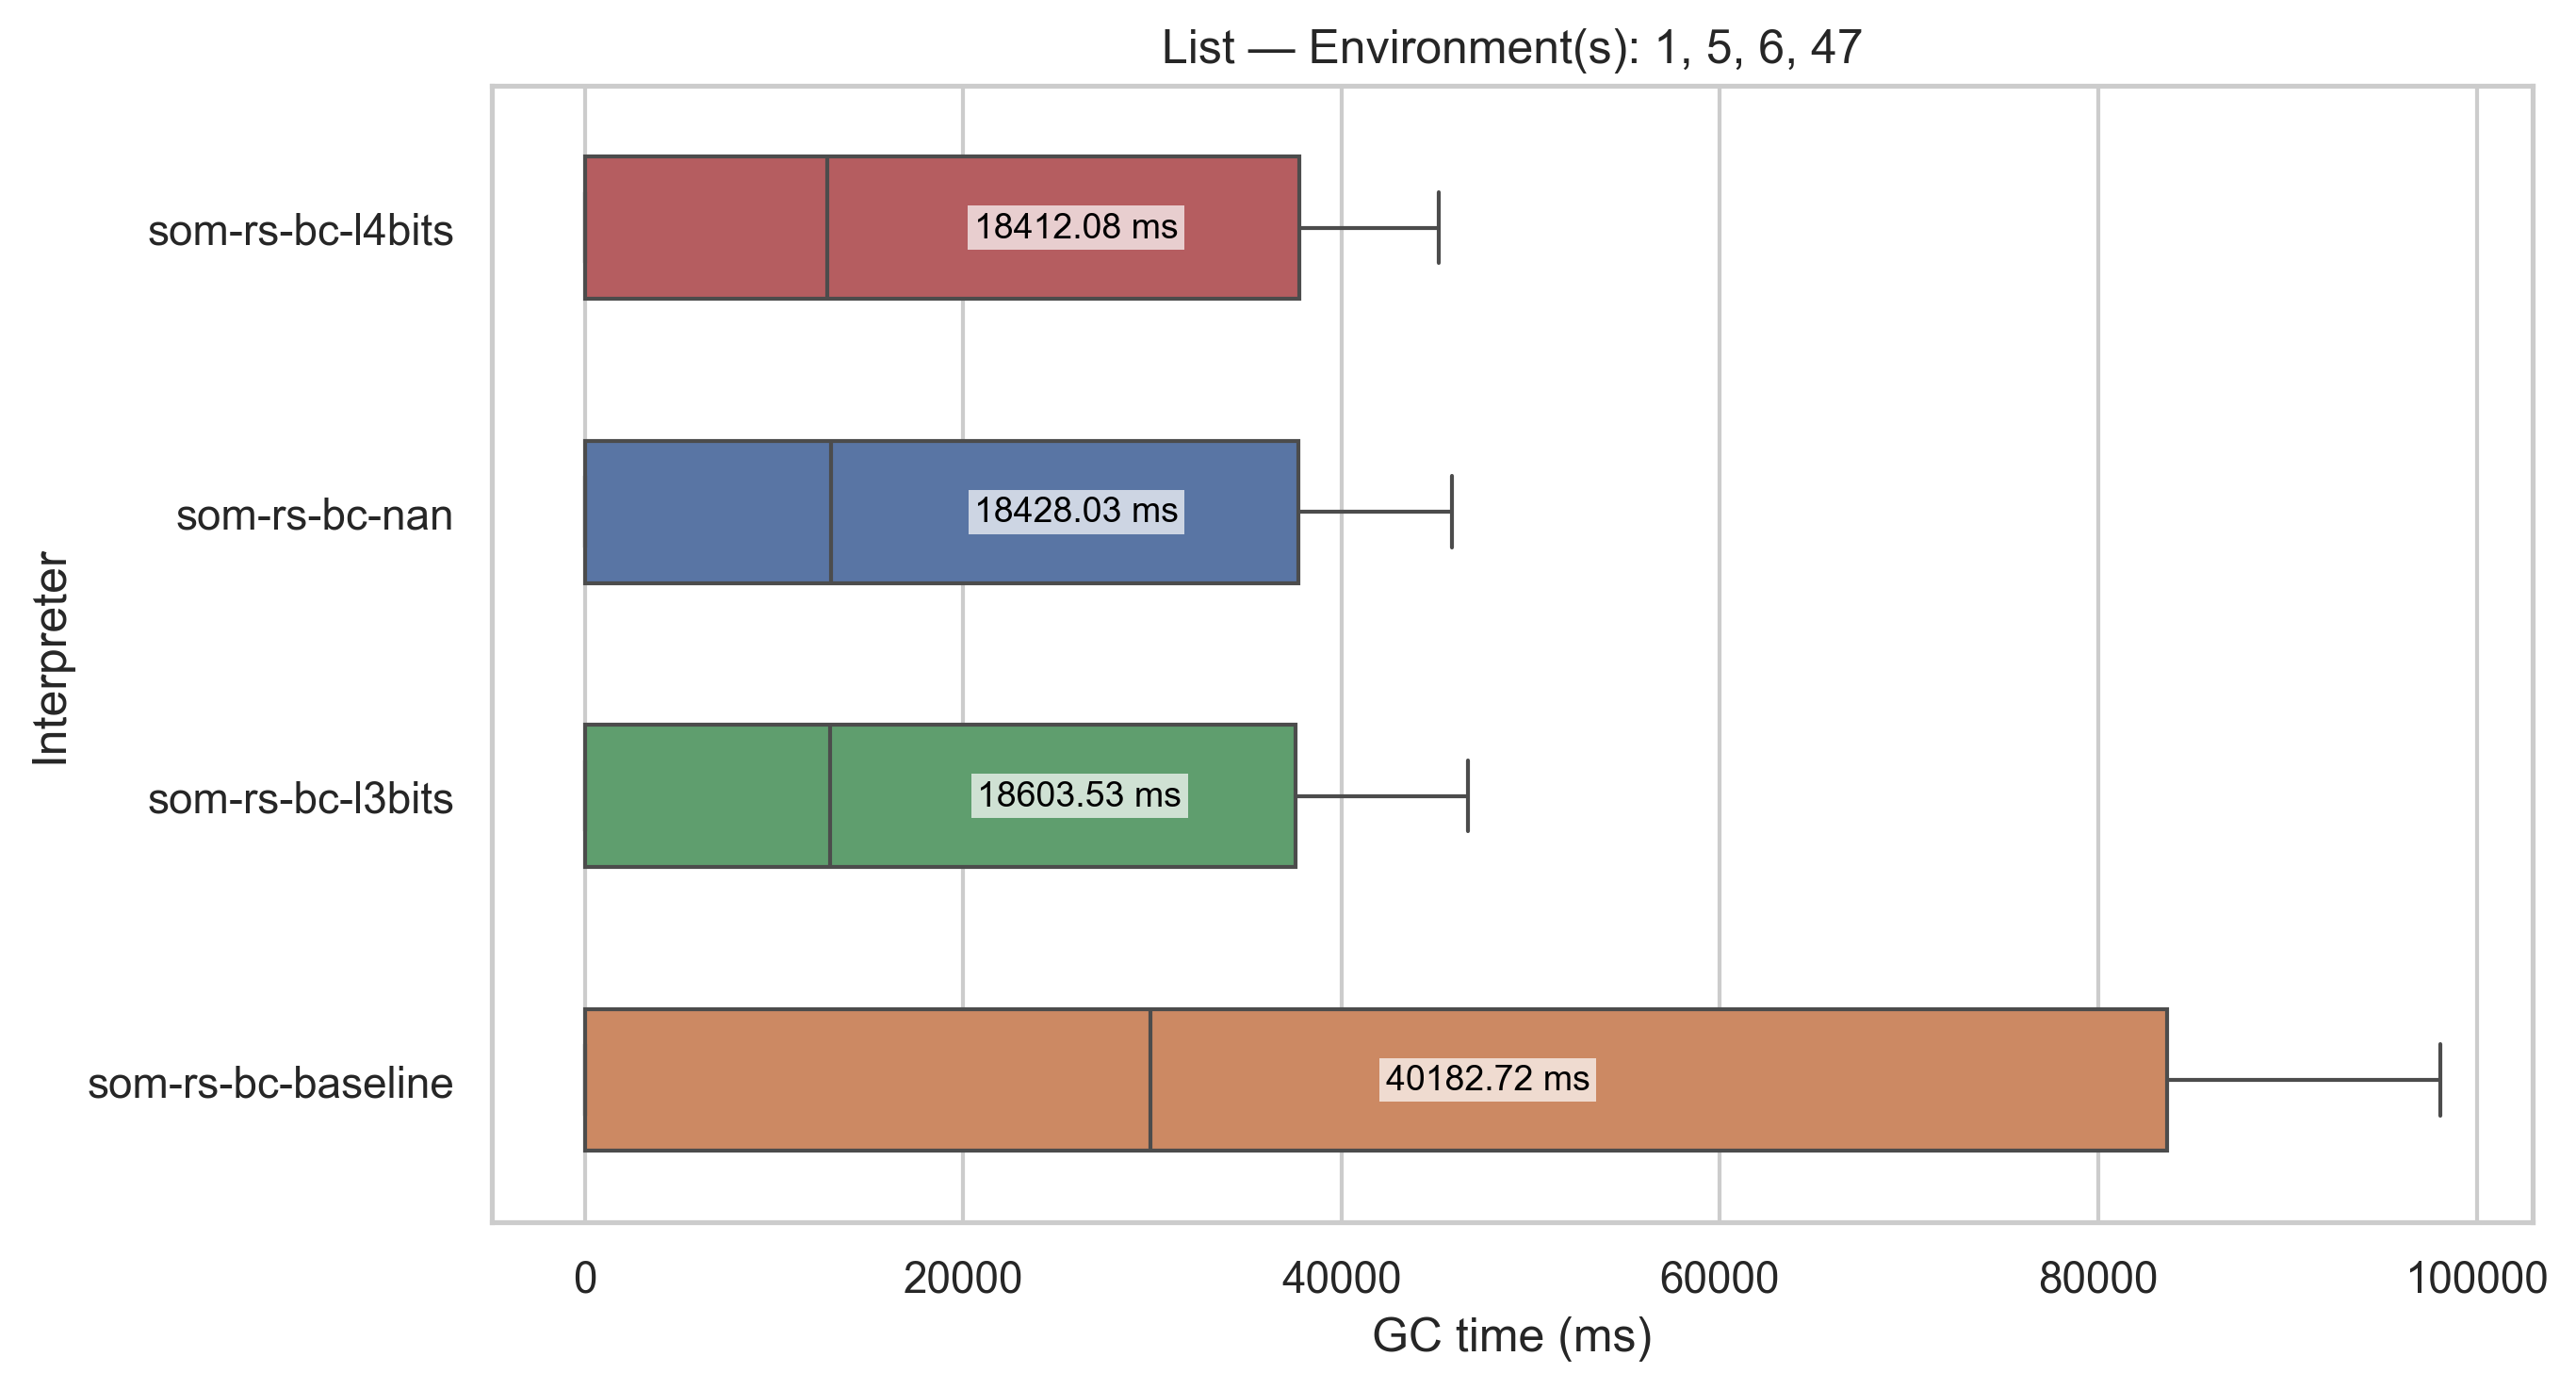 List — Environment(s): 1, 5, 6, 47
som-rs-bc-l4bits
18412.08 ms
som-rs-bc-nan
18428.03 ms
som-rs-bc-l3bits
18603.53 ms
som-rs-bc-baseline
40182.72 ms
Interpreter
0 20000 40000 60000 80000 100000
GC time (ms)